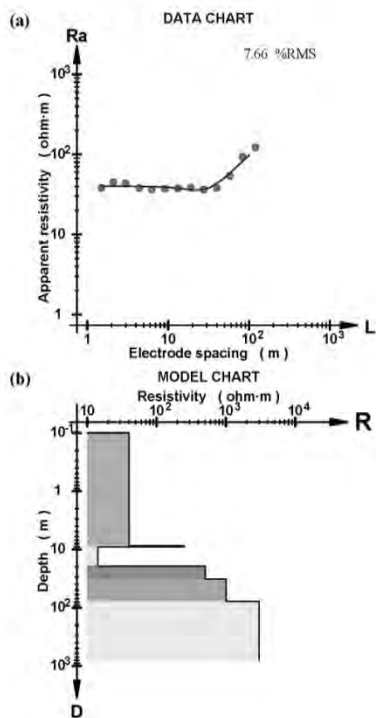 (a)
DATA CHART
Ra
7.66 %RMS
Apparent resistivity ( ohm·m )
10³
10²
10
1
1 10 10² 10³
L
Electrode spacing ( m )
(b)
MODEL CHART
Resistivity ( ohm·m )
10 10² 10³ 10⁴
R
Depth ( m )
10⁻
1
10
10²
10³
D